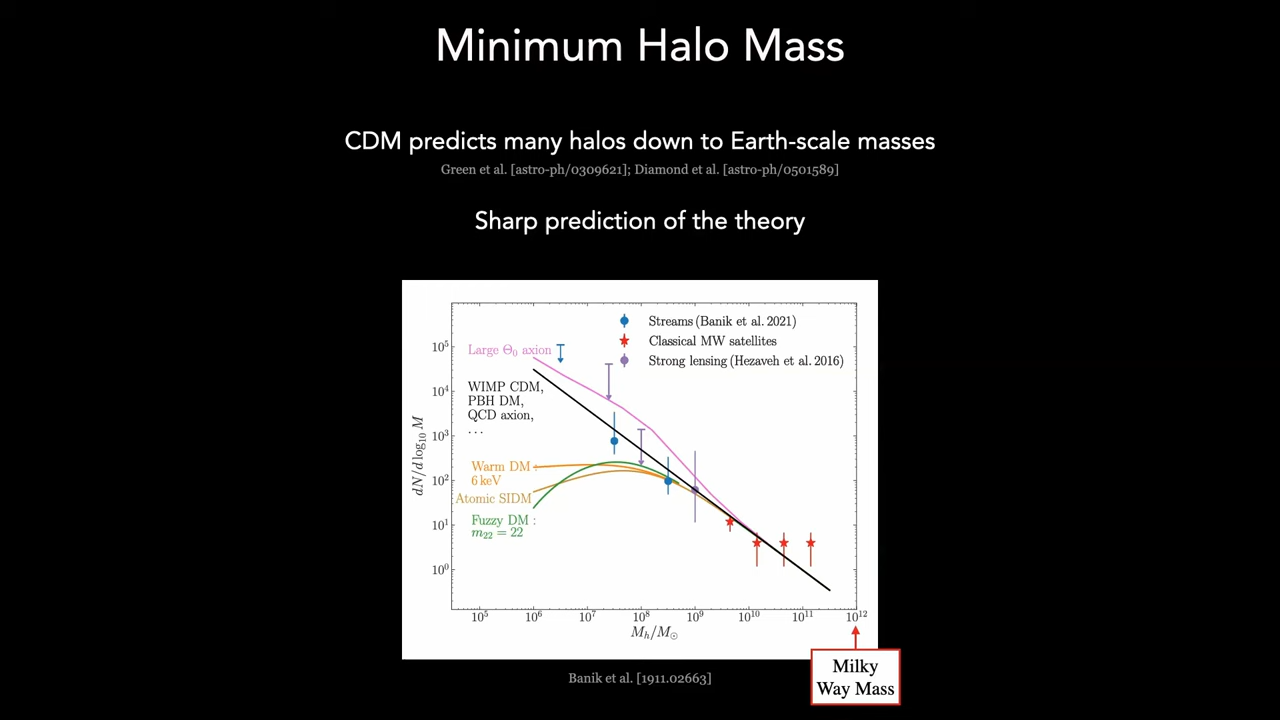 Minimum Halo Mass
CDM predicts many halos down to Earth-scale masses
Green et al. [astro-ph/0309621]; Diamond et al. [astro-ph/0501589]
Sharp prediction of the theory
Streams (Banik et al. 2021)
Classical MW satellites
Strong lensing (Hezaveh et al. 2016)
Large Θ₀ axion
WIMP CDM,
PBH DM,
QCD axion,
...
Warm DM :
6 keV
Atomic SIDM
Fuzzy DM :
m₂₂ = 22
dN/d log₁₀ M
10⁵
10⁴
10³
10²
10¹
10⁰
10⁵ 10⁶ 10⁷ 10⁸ 10⁹ 10¹⁰ 10¹¹ 10¹²
Mₕ/M☉
Milky
Way Mass
Banik et al. [1911.02663]